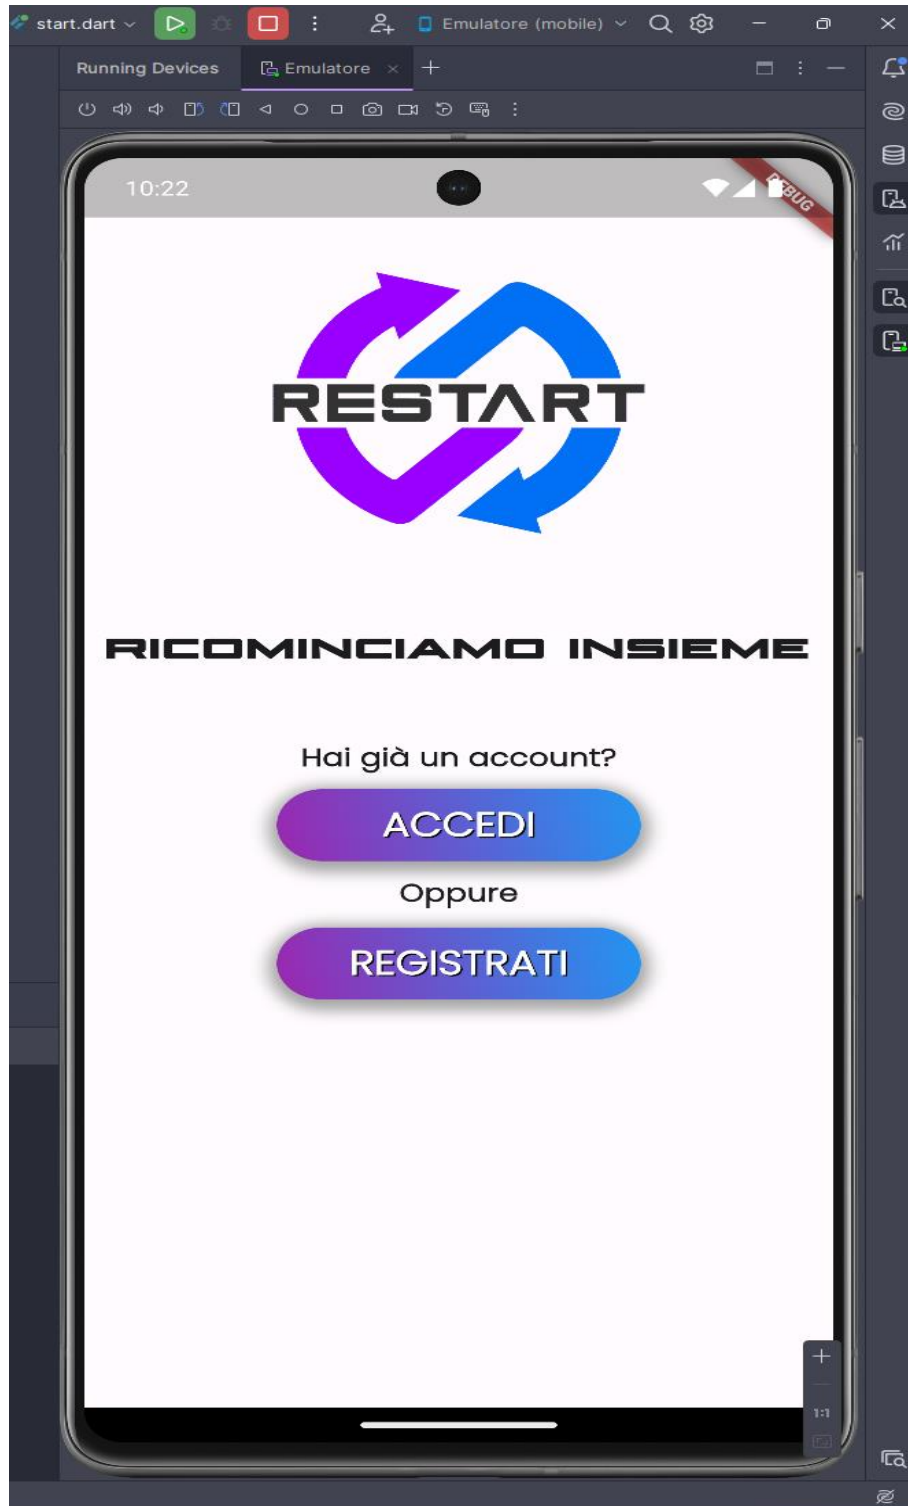 start.dart
Emulatore (mobile)
Running Devices
Emulatore
10:22
DEBUG
RESTART
RICOMINCIAMO INSIEME
Hai già un account?
ACCEDI
Oppure
REGISTRATI
1:1